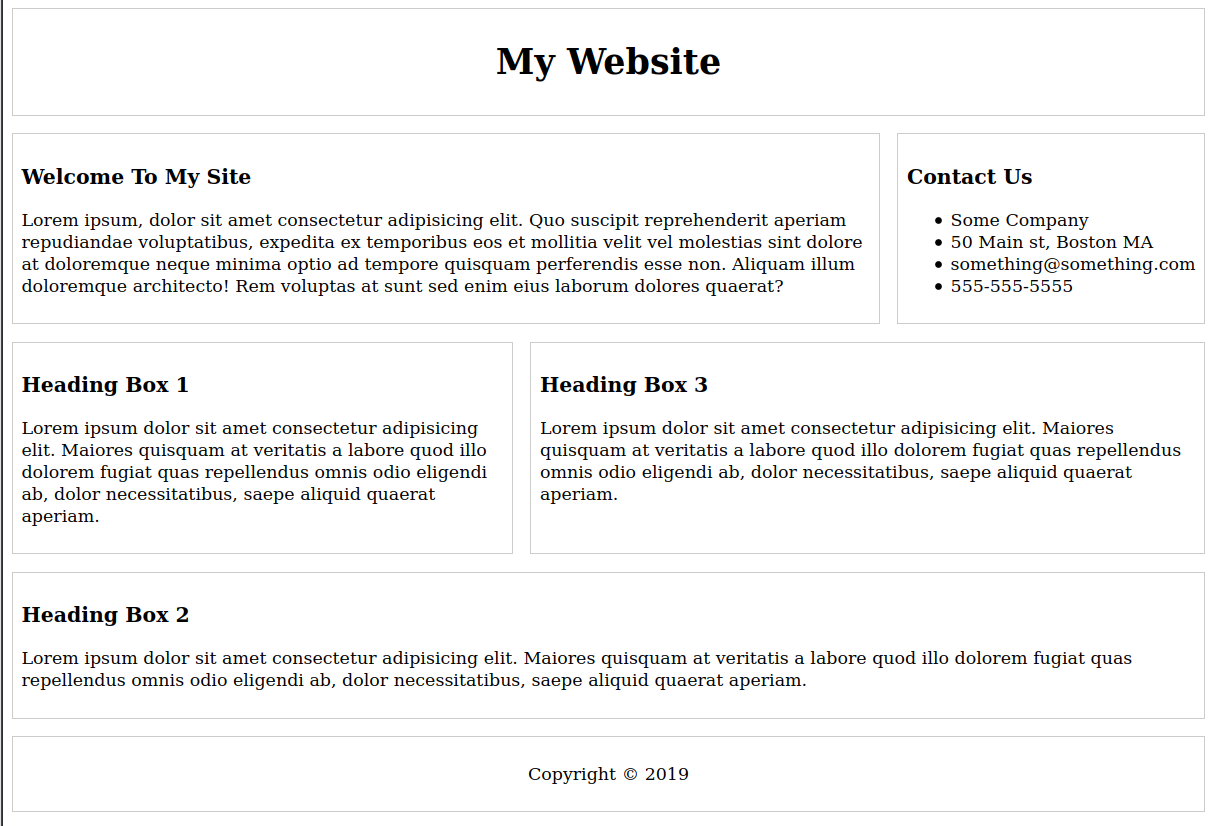 My Website
Welcome To My Site
Lorem ipsum, dolor sit amet consectetur adipisicing elit. Quo suscipit reprehenderit aperiam
repudiandae voluptatibus, expedita ex temporibus eos et mollitia velit vel molestias sint dolore
at doloremque neque minima optio ad tempore quisquam perferendis esse non. Aliquam illum
doloremque architecto! Rem voluptas at sunt sed enim eius laborum dolores quaerat?
Contact Us
• Some Company
• 50 Main st, Boston MA
• something@something.com
• 555-555-5555
Heading Box 1
Lorem ipsum dolor sit amet consectetur adipisicing
elit. Maiores quisquam at veritatis a labore quod illo
dolorem fugiat quas repellendus omnis odio eligendi
ab, dolor necessitatibus, saepe aliquid quaerat
aperiam.
Heading Box 3
Lorem ipsum dolor sit amet consectetur adipisicing elit. Maiores
quisquam at veritatis a labore quod illo dolorem fugiat quas repellendus
omnis odio eligendi ab, dolor necessitatibus, saepe aliquid quaerat
aperiam.
Heading Box 2
Lorem ipsum dolor sit amet consectetur adipisicing elit. Maiores quisquam at veritatis a labore quod illo dolorem fugiat quas
repellendus omnis odio eligendi ab, dolor necessitatibus, saepe aliquid quaerat aperiam.
Copyright © 2019